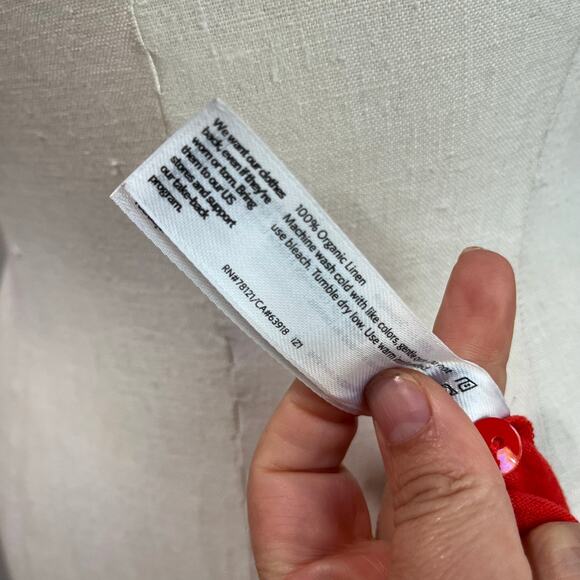 We want our clothes
back, even if they're
worn or torn. Bring
them to our US
stores and support
our take-back
program.
100% Organic Linen
Machine wash cold with like colors, gentle
use bleach. Tumble dry low. Use warm
RN#78121/CA#63918 IZI